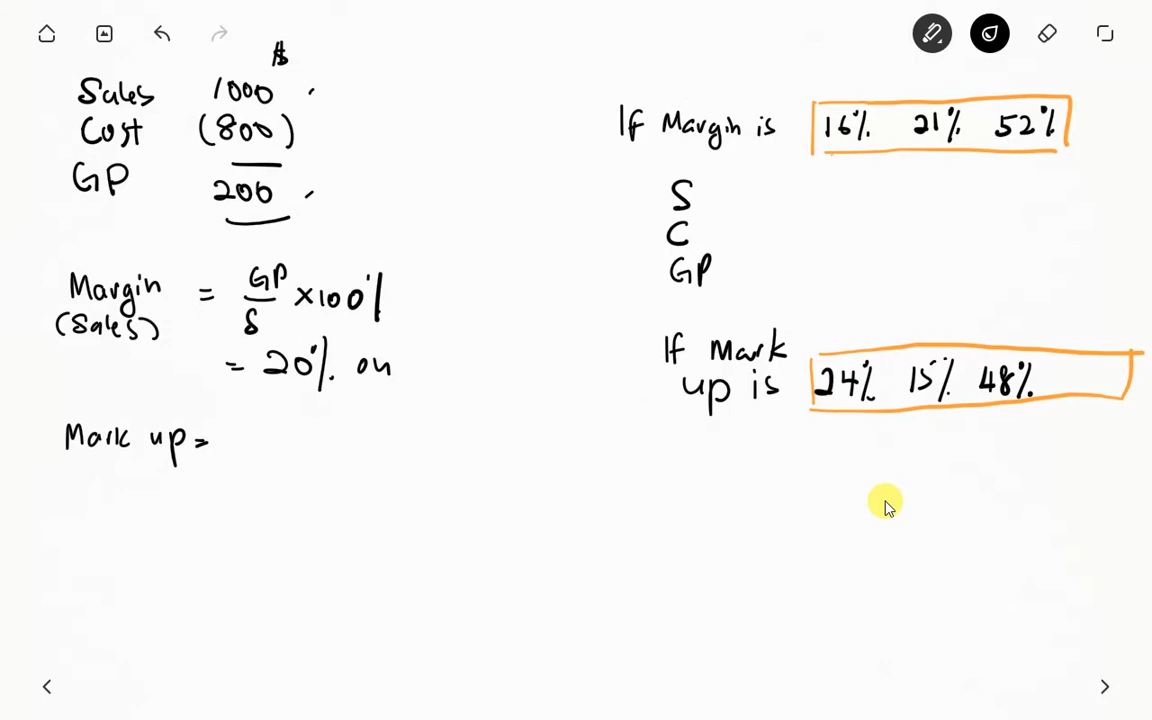 $
Sales 1000
Cost (800)
GP 200
Margin = GP/S ×100%
(Sales)
= 20% on
Mark up =
If Margin is 16% 21% 52%
S
C
GP
If Mark
up is 24% 15% 48%